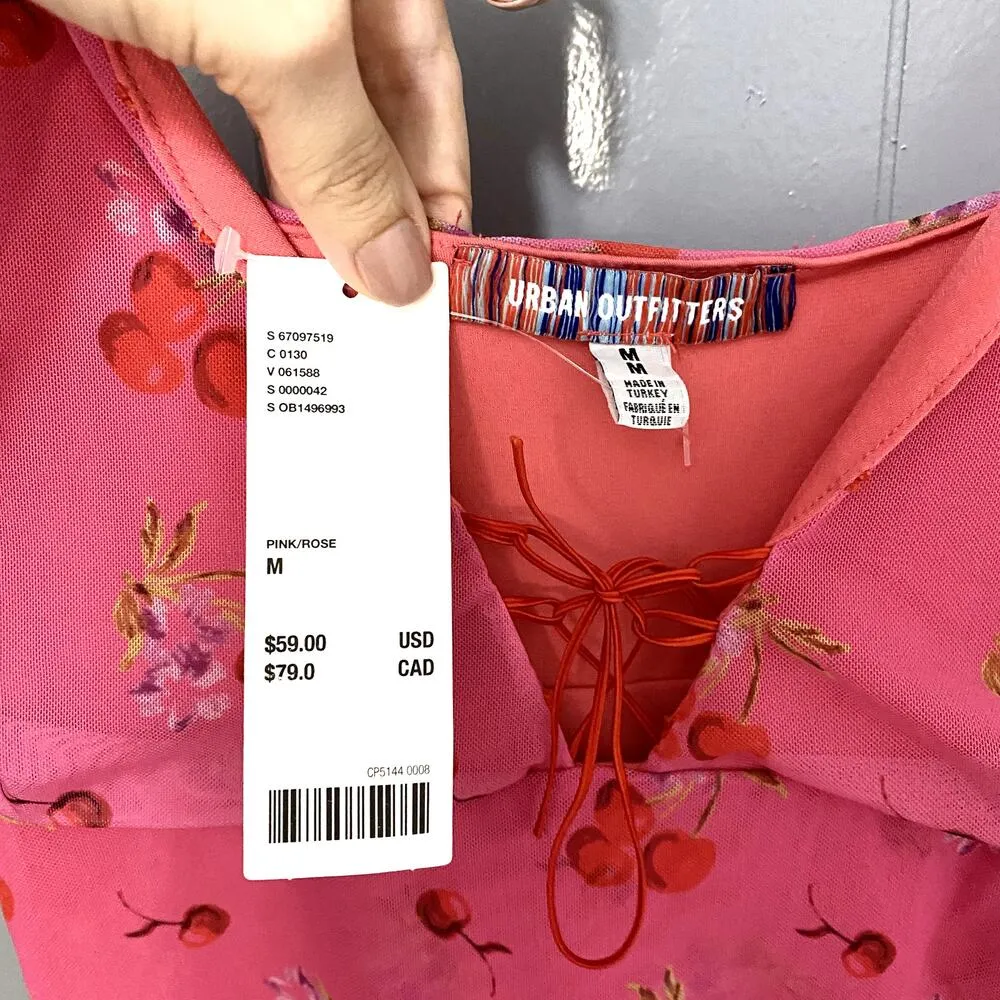 S 67097519
C 0130
V 061588
S 0000042
S OB1496993
PINK/ROSE
M
$59.00 USD
$79.0 CAD
CP5144 0008
URBAN OUTFITTERS
M
M
MADE IN
TURKEY
FABRIQUÉ EN
TURQUIE